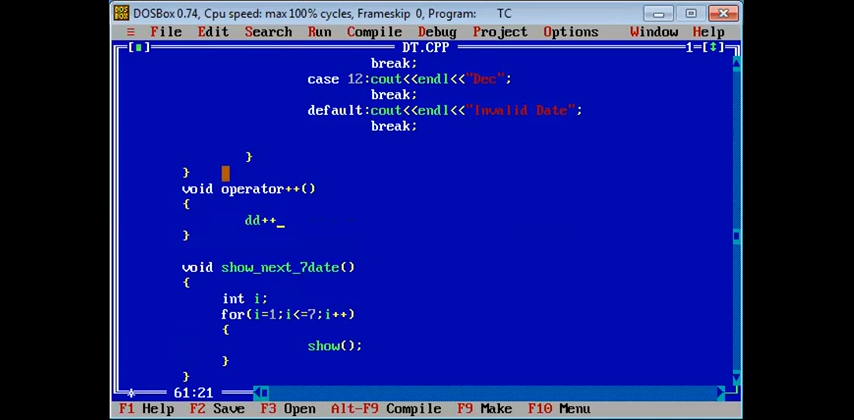 DOSBox 0.74, Cpu speed: max 100% cycles, Frameskip 0, Program: TC
≡ File Edit Search Run Compile Debug Project Options Window Help
DT.CPP 1
break;
case 12:cout<<endl<<"Dec";
break;
default:cout<<endl<<"Invalid Date";
break;
}
}
void operator++()
{
dd++_
}
void show_next_7date()
{
int i;
for(i=1;i<=7;i++)
{
show();
}
}
61:21
F1 Help F2 Save F3 Open Alt-F9 Compile F9 Make F10 Menu